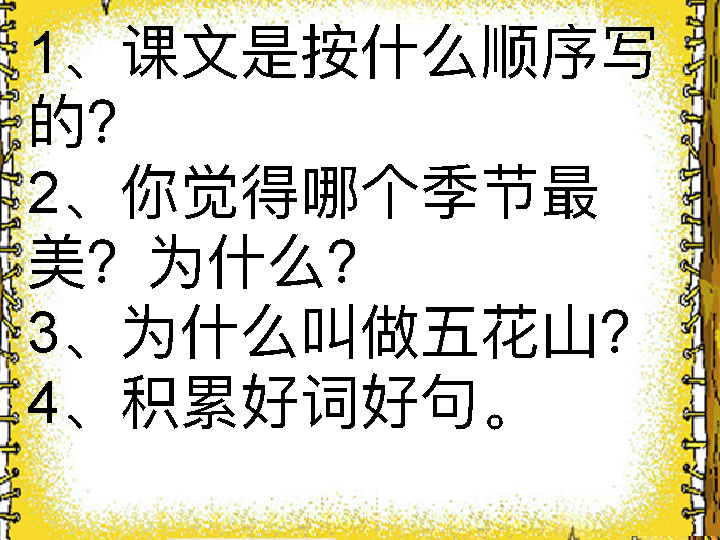 1、课文是按什么顺序写
的？
2、你觉得哪个季节最
美？为什么？
3、为什么叫做五花山？
4、积累好词好句。